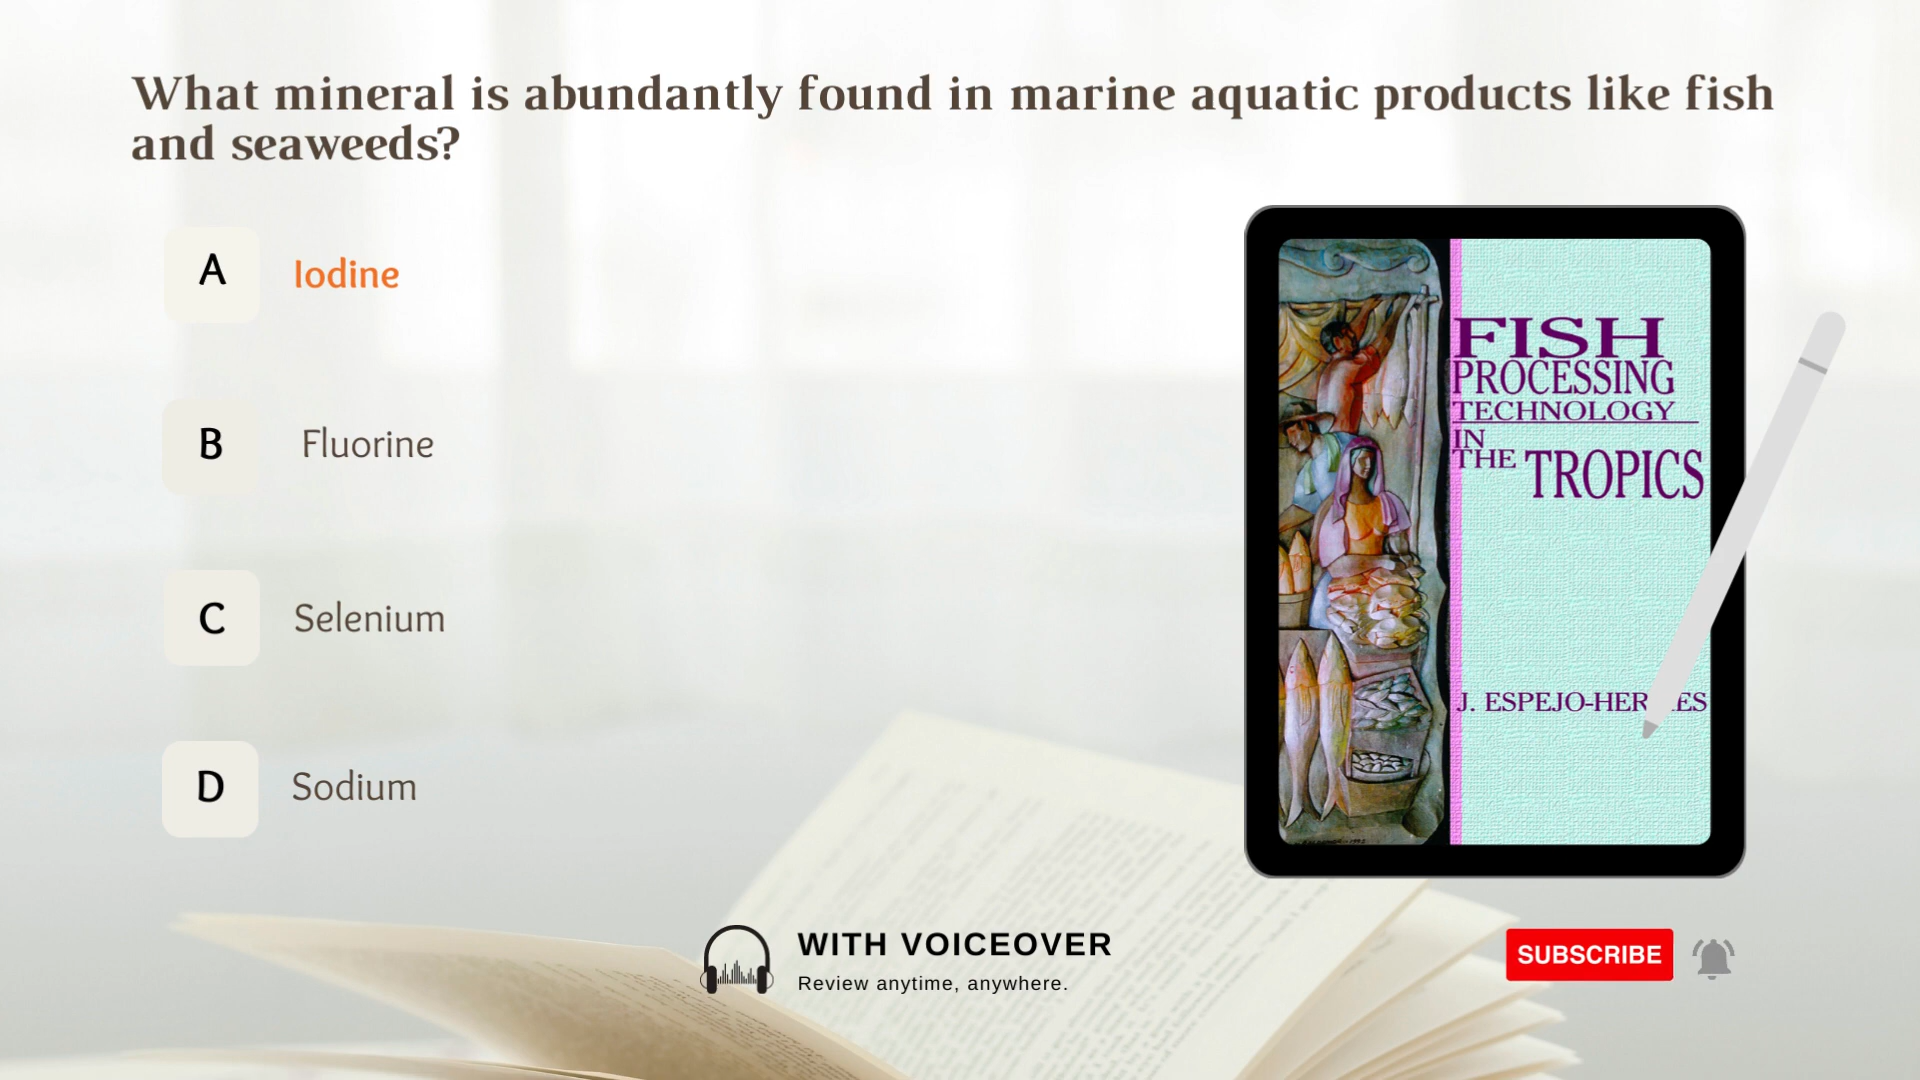 What mineral is abundantly found in marine aquatic products like fish
and seaweeds?
A Iodine
B Fluorine
C Selenium
D Sodium
FISH
PROCESSING
TECHNOLOGY
IN
THE TROPICS
J. ESPEJO-HER ES
WITH VOICEOVER
Review anytime, anywhere.
SUBSCRIBE